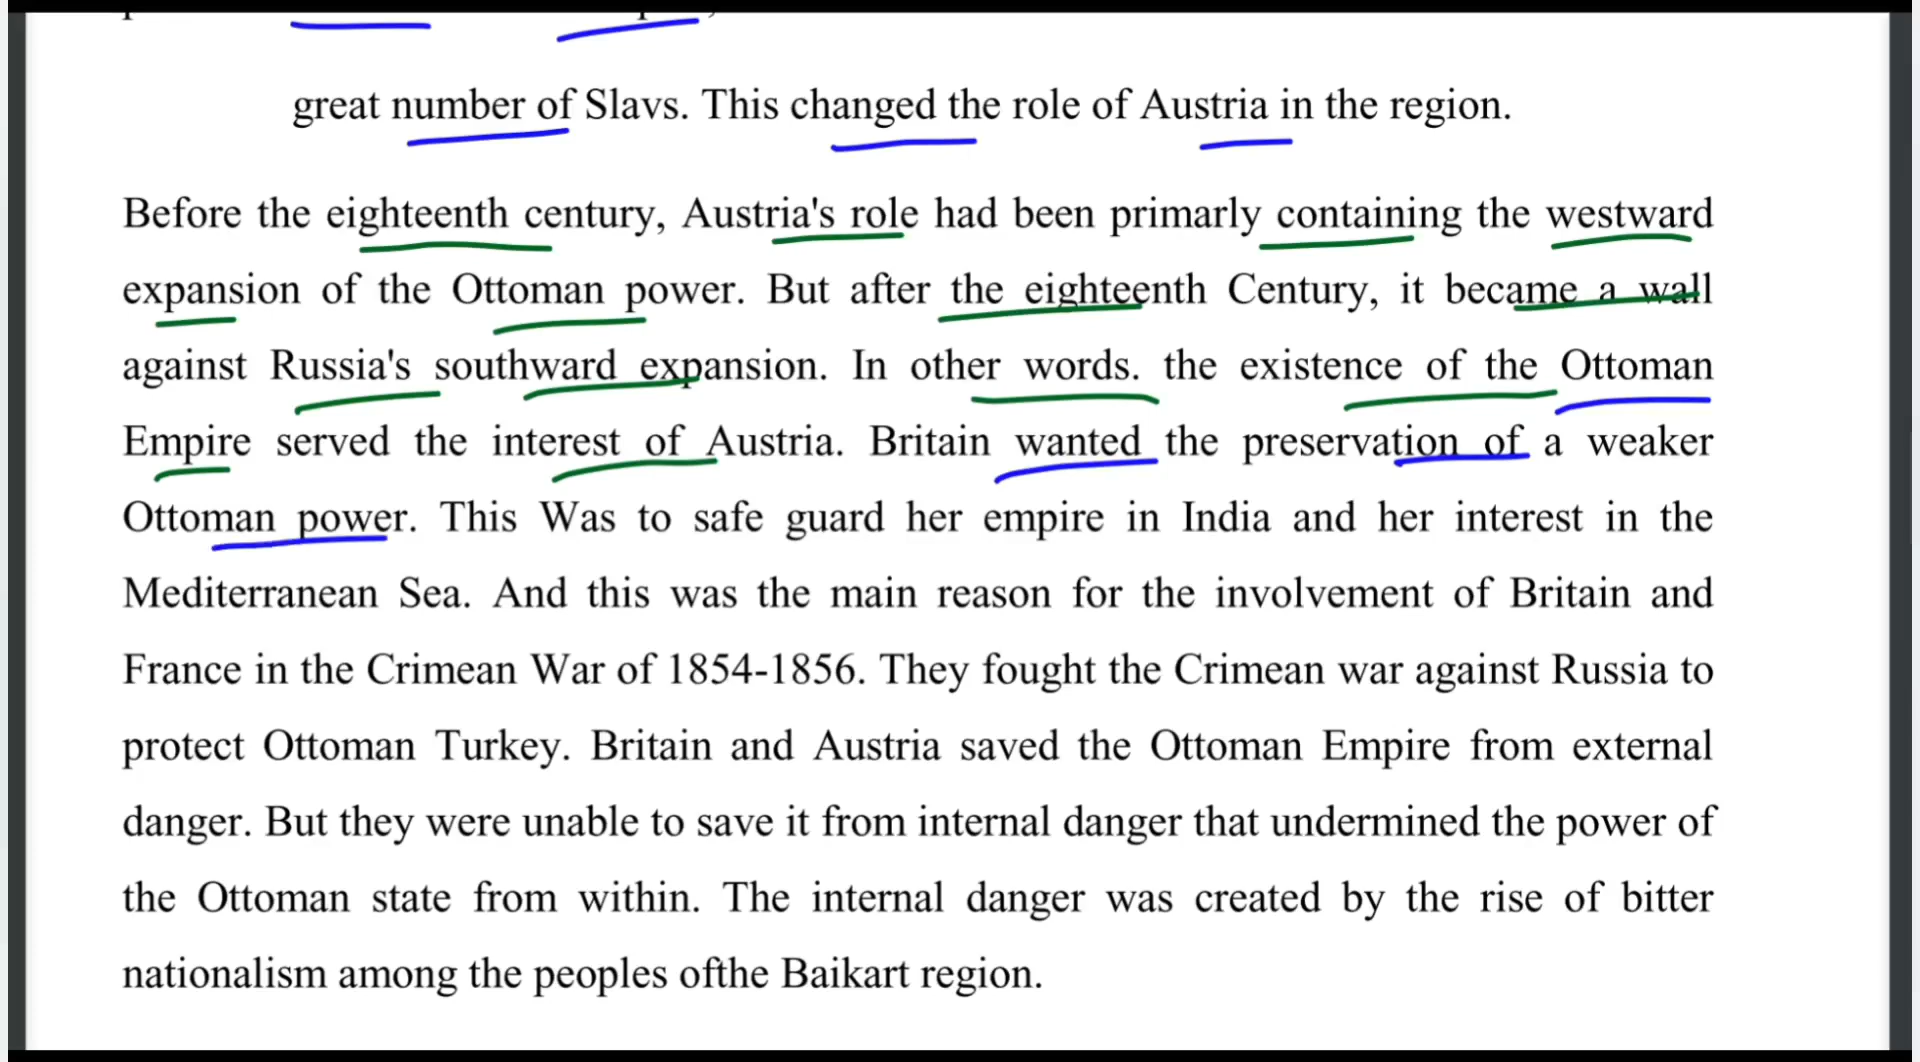 great number of Slavs. This changed the role of Austria in the region.
Before the eighteenth century, Austria's role had been primarly containing the westward
expansion of the Ottoman power. But after the eighteenth Century, it became a wall
against Russia's southward expansion. In other words. the existence of the Ottoman
Empire served the interest of Austria. Britain wanted the preservation of a weaker
Ottoman power. This Was to safe guard her empire in India and her interest in the
Mediterranean Sea. And this was the main reason for the involvement of Britain and
France in the Crimean War of 1854-1856. They fought the Crimean war against Russia to
protect Ottoman Turkey. Britain and Austria saved the Ottoman Empire from external
danger. But they were unable to save it from internal danger that undermined the power of
the Ottoman state from within. The internal danger was created by the rise of bitter
nationalism among the peoples ofthe Baikart region.